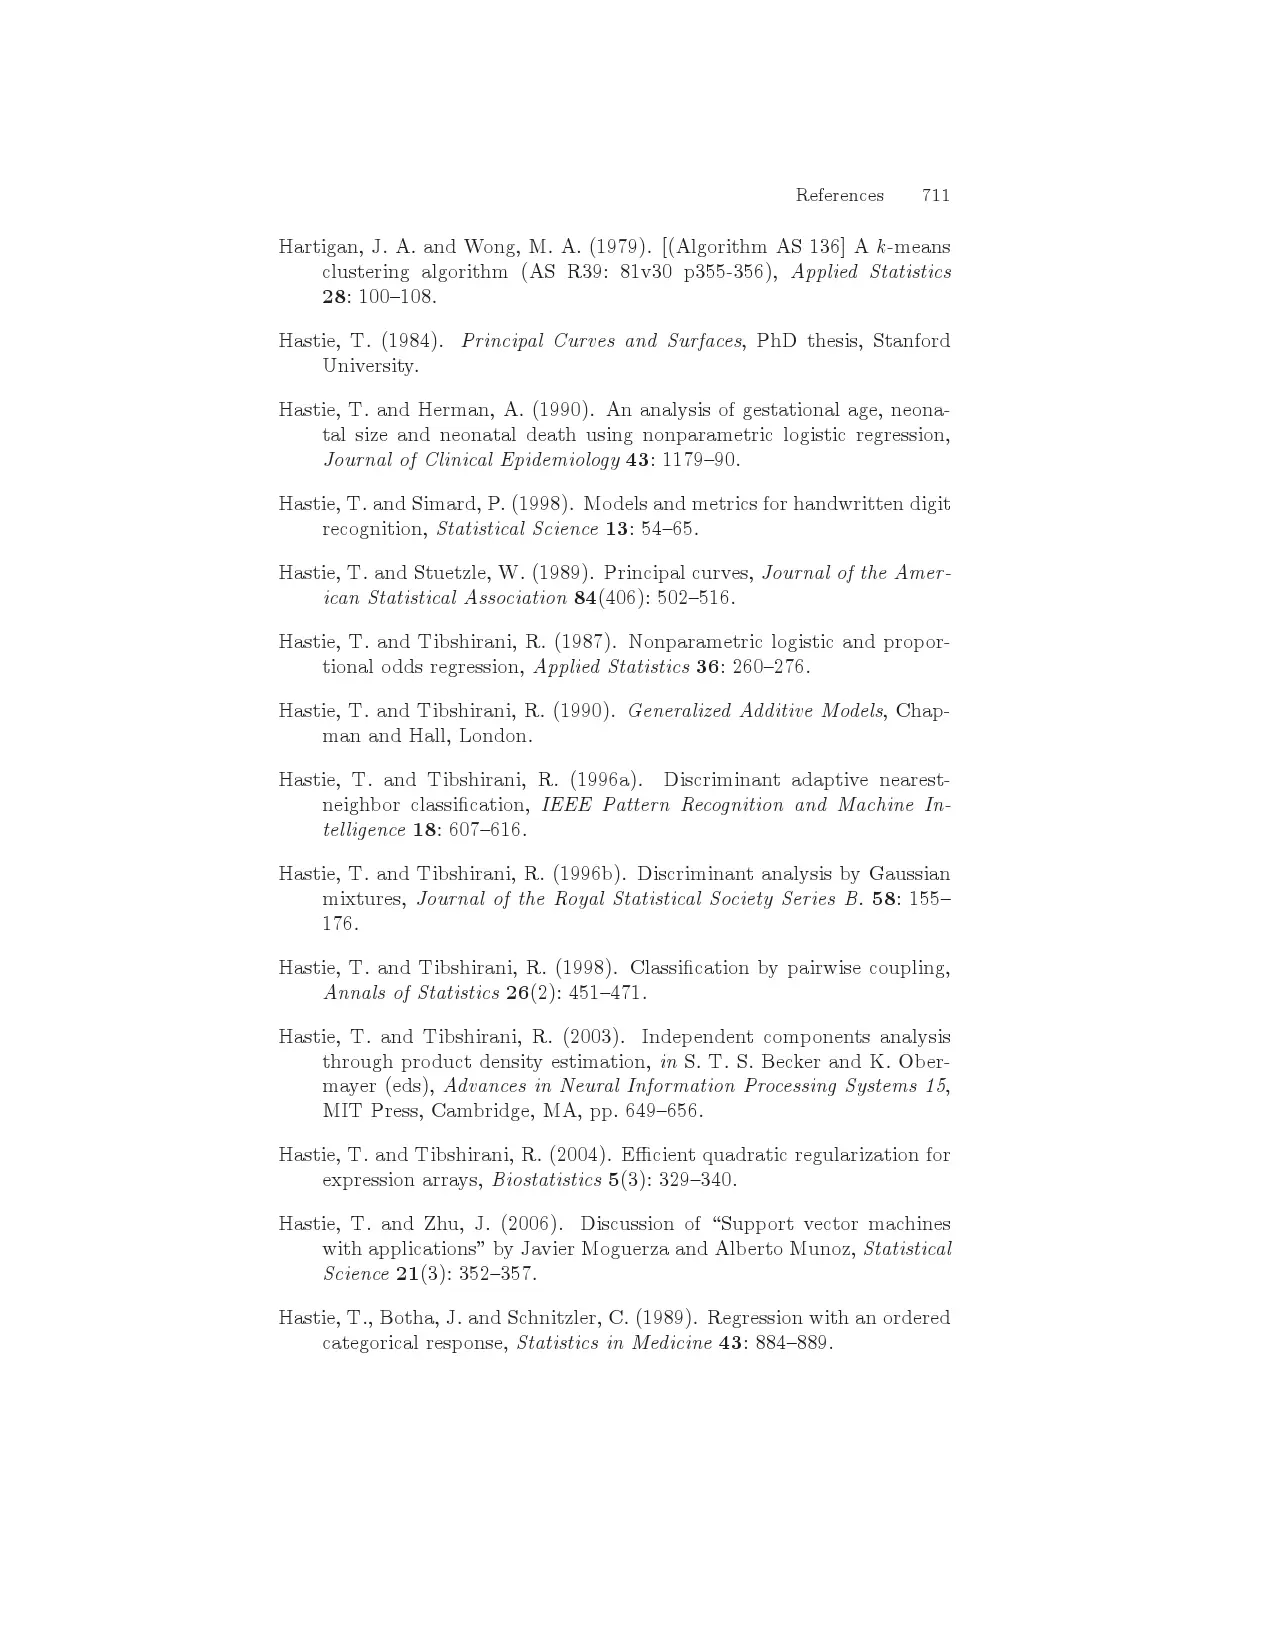 References 711
Hartigan, J. A. and Wong, M. A. (1979). [(Algorithm AS 136] A k-means
clustering algorithm (AS R39: 81v30 p355-356), Applied Statistics
28: 100–108.
Hastie, T. (1984). Principal Curves and Surfaces, PhD thesis, Stanford
University.
Hastie, T. and Herman, A. (1990). An analysis of gestational age, neona-
tal size and neonatal death using nonparametric logistic regression,
Journal of Clinical Epidemiology 43: 1179–90.
Hastie, T. and Simard, P. (1998). Models and metrics for handwritten digit
recognition, Statistical Science 13: 54–65.
Hastie, T. and Stuetzle, W. (1989). Principal curves, Journal of the Amer-
ican Statistical Association 84(406): 502–516.
Hastie, T. and Tibshirani, R. (1987). Nonparametric logistic and propor-
tional odds regression, Applied Statistics 36: 260–276.
Hastie, T. and Tibshirani, R. (1990). Generalized Additive Models, Chap-
man and Hall, London.
Hastie, T. and Tibshirani, R. (1996a). Discriminant adaptive nearest-
neighbor classification, IEEE Pattern Recognition and Machine In-
telligence 18: 607–616.
Hastie, T. and Tibshirani, R. (1996b). Discriminant analysis by Gaussian
mixtures, Journal of the Royal Statistical Society Series B. 58: 155–
176.
Hastie, T. and Tibshirani, R. (1998). Classification by pairwise coupling,
Annals of Statistics 26(2): 451–471.
Hastie, T. and Tibshirani, R. (2003). Independent components analysis
through product density estimation, in S. T. S. Becker and K. Ober-
mayer (eds), Advances in Neural Information Processing Systems 15,
MIT Press, Cambridge, MA, pp. 649–656.
Hastie, T. and Tibshirani, R. (2004). Efficient quadratic regularization for
expression arrays, Biostatistics 5(3): 329–340.
Hastie, T. and Zhu, J. (2006). Discussion of “Support vector machines
with applications” by Javier Moguerza and Alberto Munoz, Statistical
Science 21(3): 352–357.
Hastie, T., Botha, J. and Schnitzler, C. (1989). Regression with an ordered
categorical response, Statistics in Medicine 43: 884–889.